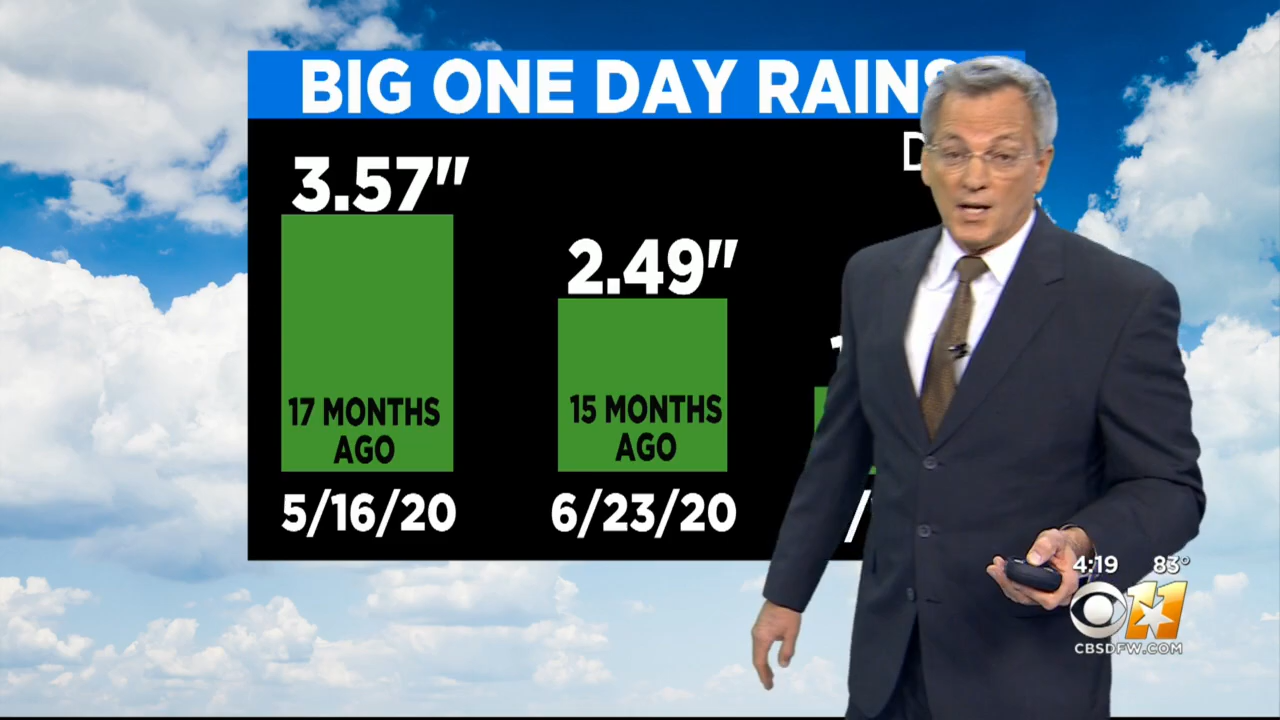 BIG ONE DAY RAINS
3.57"
2.49"
17 MONTHS
AGO
15 MONTHS
AGO
5/16/20
6/23/20
4:19 83°
11
CBSDFW.COM